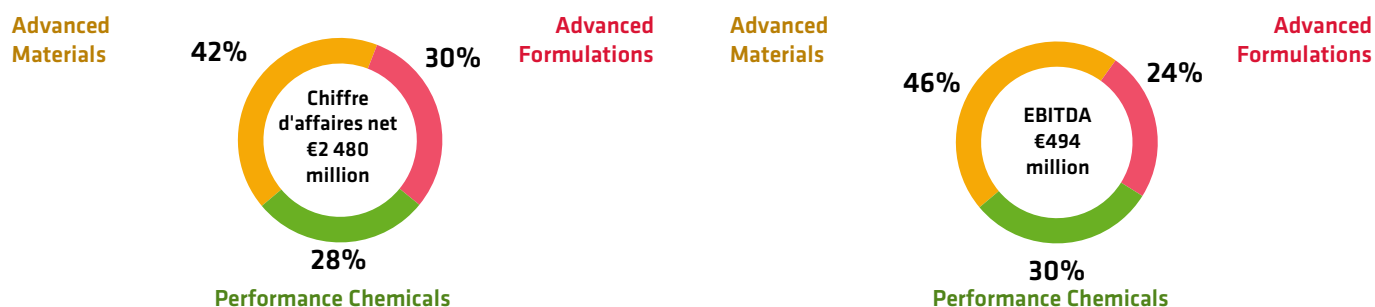 Advanced
Materials
42%
30%
Advanced
Formulations
Chiffre
d'affaires net
€2 480
million
28%
Performance Chemicals
Advanced
Materials
46%
24%
Advanced
Formulations
EBITDA
€494
million
30%
Performance Chemicals